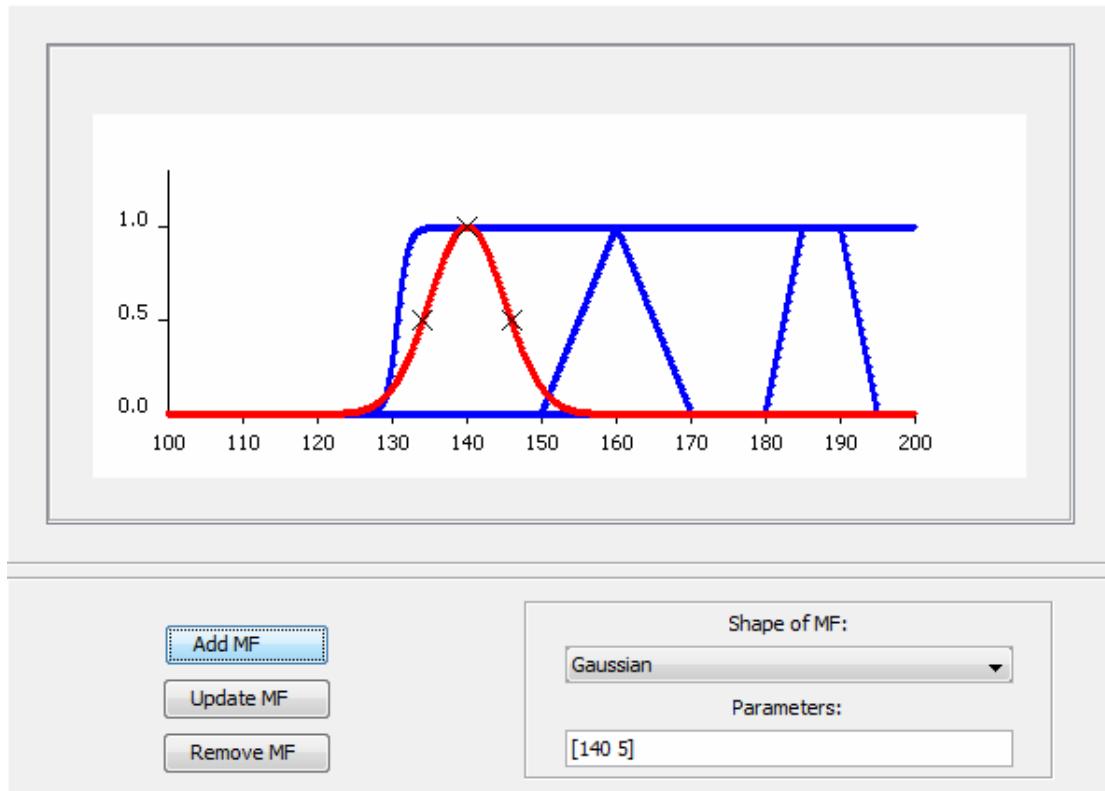 1.0
0.5
0.0
100 110 120 130 140 150 160 170 180 190 200
Add MF
Update MF
Remove MF
Shape of MF:
Gaussian
Parameters:
[140 5]